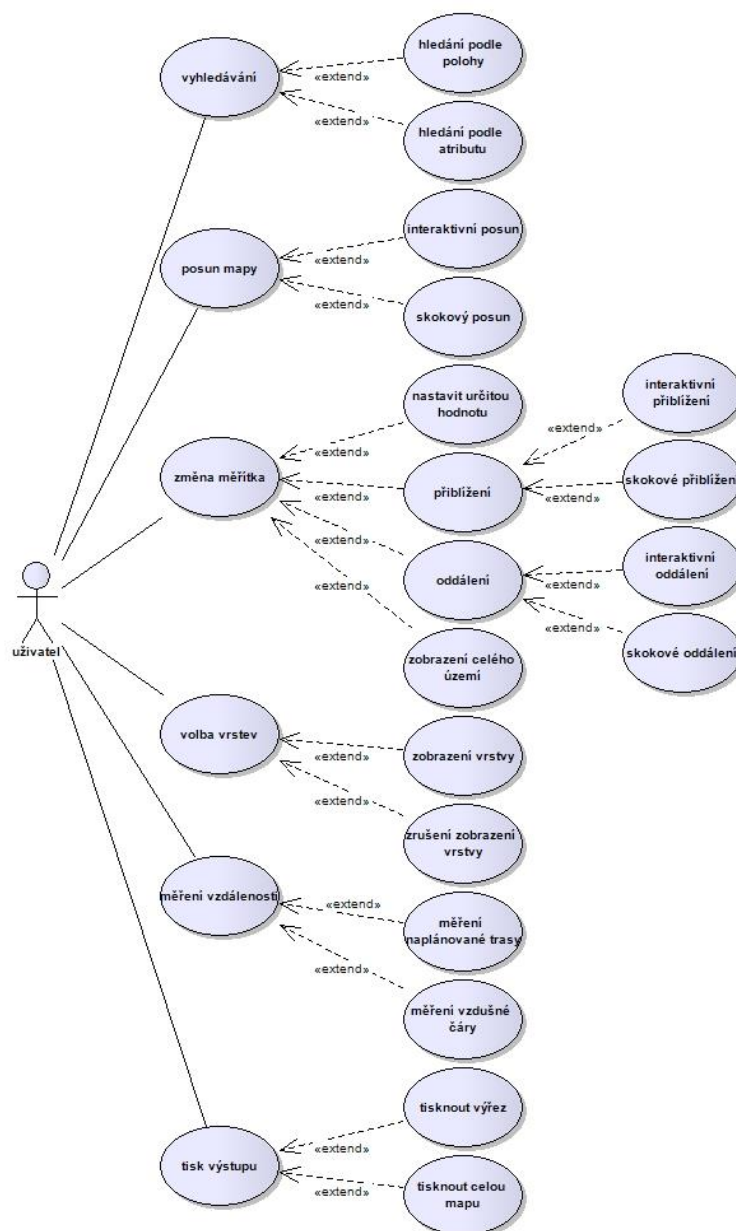 vyhledávání
hledání podle
polohy
«extend»
hledání podle
atributu
«extend»
posun mapy
interaktivní posun
«extend»
skokový posun
«extend»
změna měřítka
nastavit určitou
hodnotu
«extend»
přiblížení
«extend»
interaktivní
přiblížení
«extend»
skokové přiblížení
«extend»
oddálení
«extend»
interaktivní
oddálení
«extend»
skokové oddálení
«extend»
zobrazení celého
území
«extend»
uživatel
volba vrstev
zobrazení vrstvy
«extend»
zrušení zobrazení
vrstvy
«extend»
měření vzdáleností
měření
naplánované trasy
«extend»
měření vzdušné
čáry
«extend»
tisk výstupu
tisknout výřez
«extend»
tisknout celou
mapu
«extend»